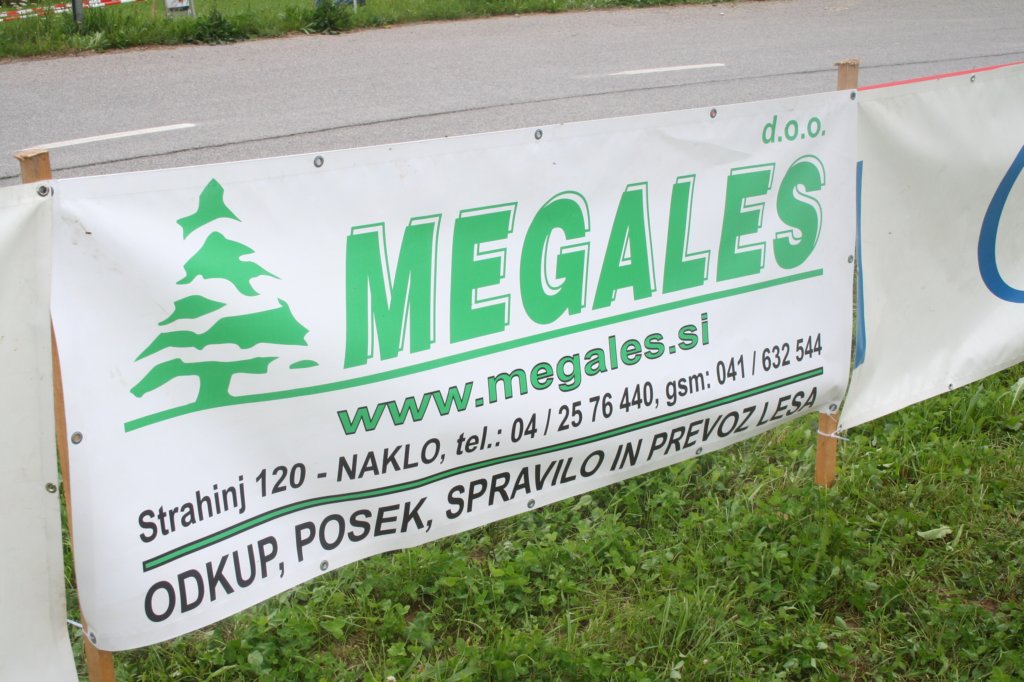 d.o.o.
MEGALES
www.megales.si
Strahinj 120 - NAKLO, tel.: 04 / 25 76 440, gsm: 041 / 632 544
ODKUP, POSEK, SPRAVILO IN PREVOZ LESA